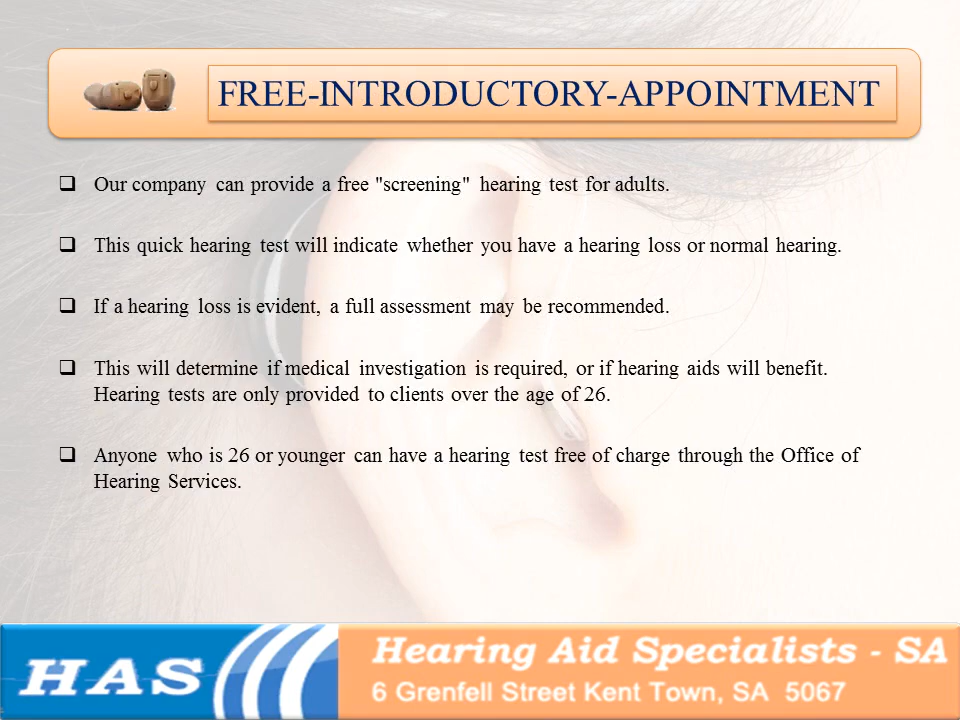 FREE-INTRODUCTORY-APPOINTMENT
Our company can provide a free "screening" hearing test for adults.
This quick hearing test will indicate whether you have a hearing loss or normal hearing.
If a hearing loss is evident, a full assessment may be recommended.
This will determine if medical investigation is required, or if hearing aids will benefit.
Hearing tests are only provided to clients over the age of 26.
Anyone who is 26 or younger can have a hearing test free of charge through the Office of
Hearing Services.
HAS
Hearing Aid Specialists - SA
6 Grenfell Street Kent Town, SA 5067